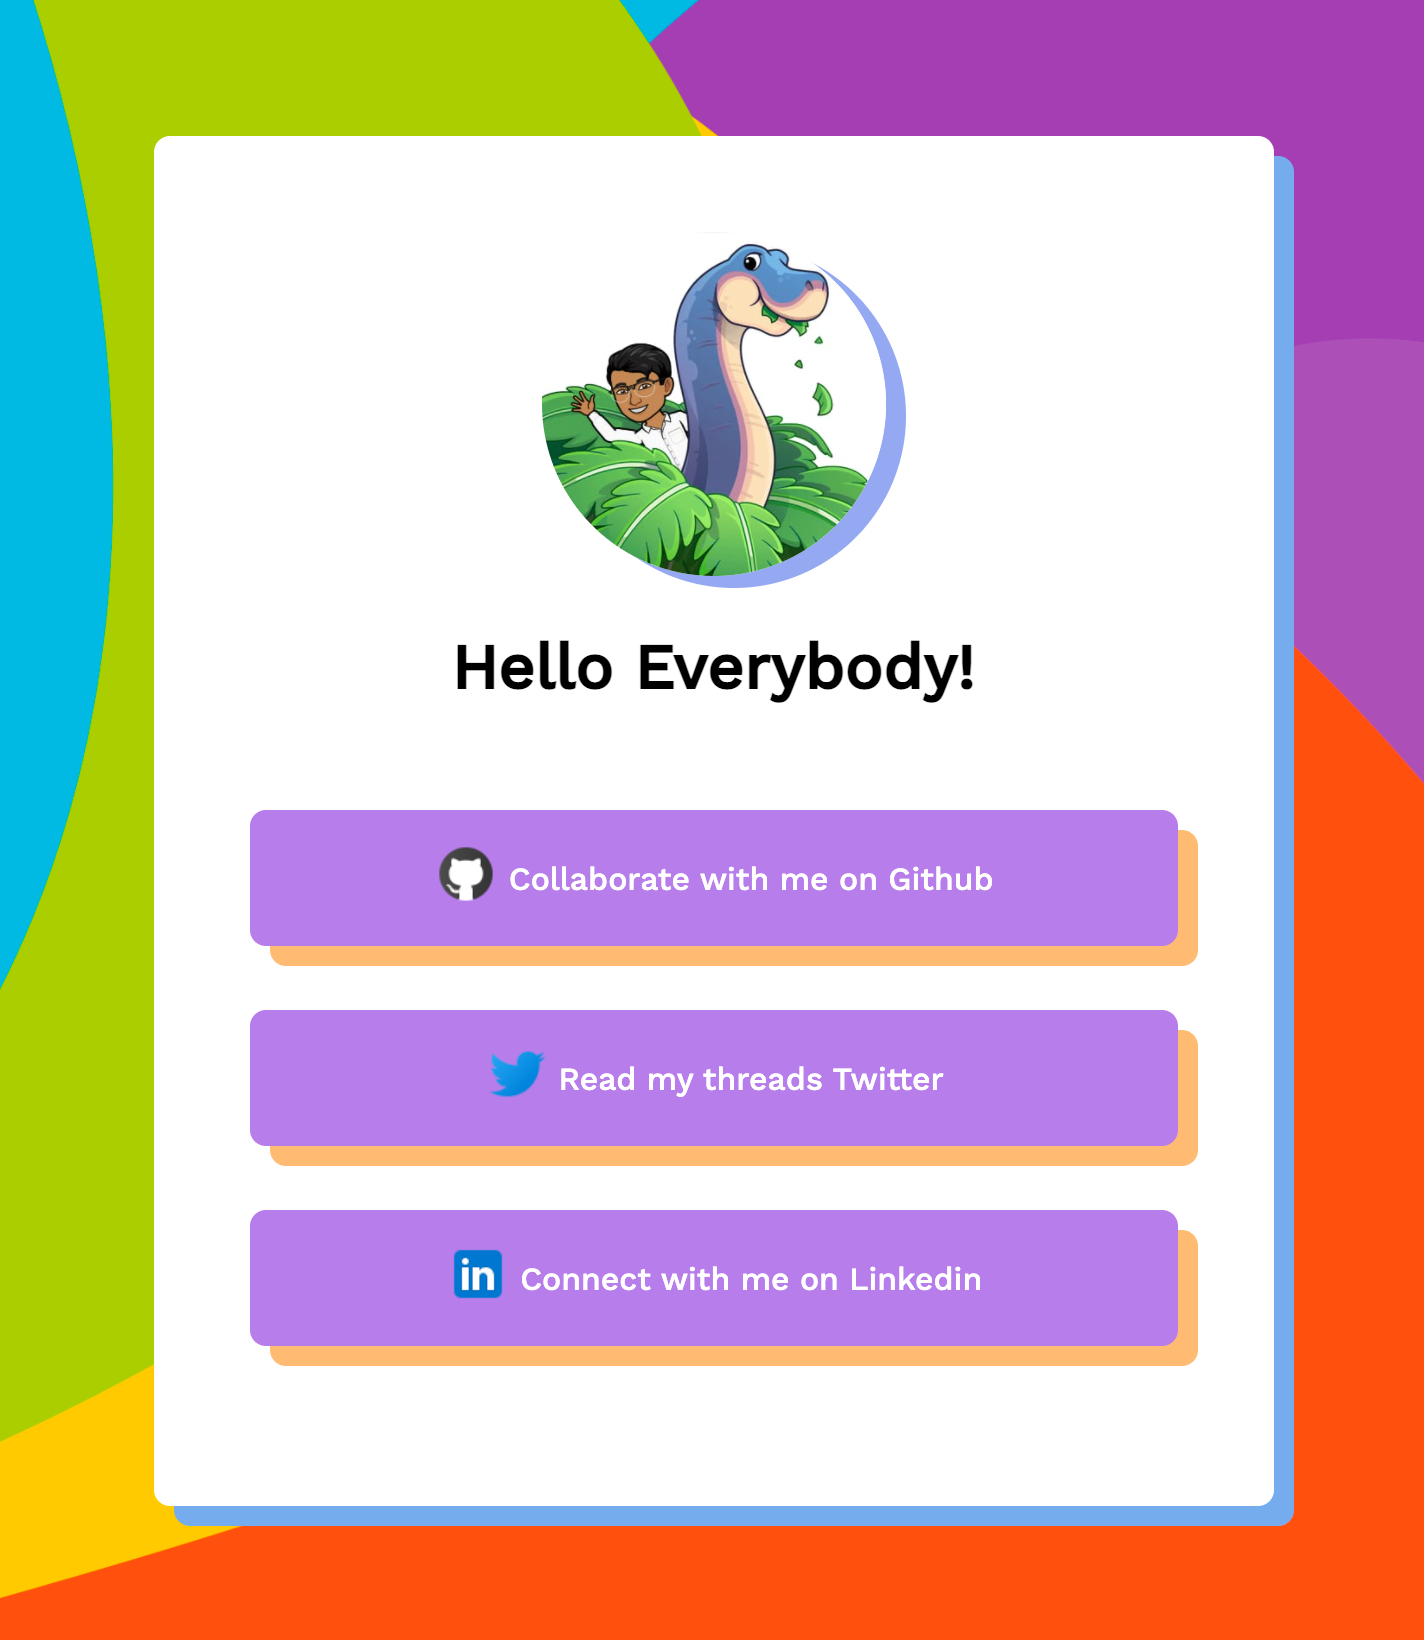 Hello Everybody!
Collaborate with me on Github
Read my threads Twitter
in
Connect with me on Linkedin